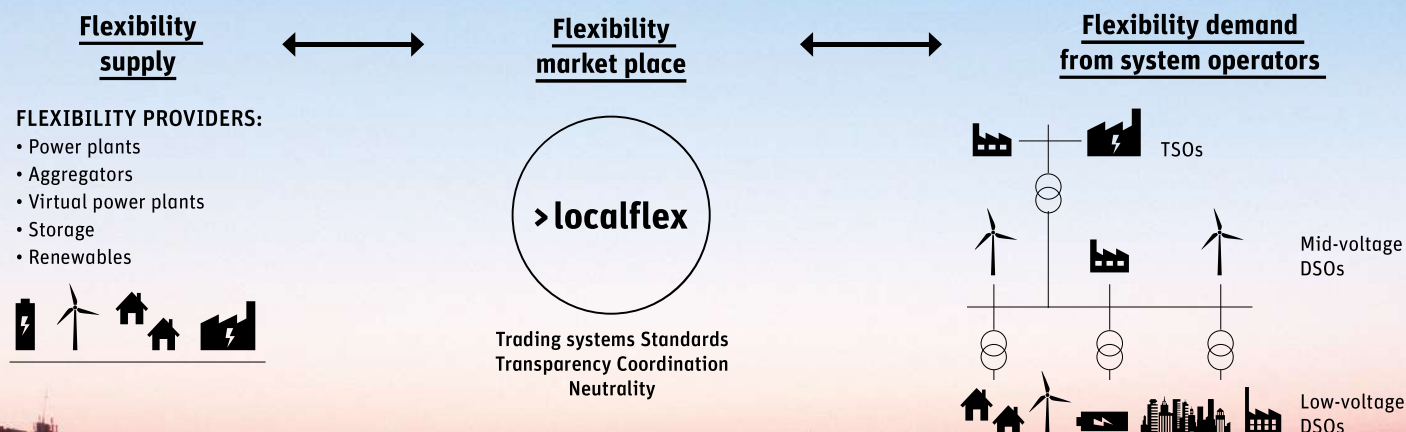 Flexibility
supply
FLEXIBILITY PROVIDERS:
• Power plants
• Aggregators
• Virtual power plants
• Storage
• Renewables
Flexibility
market place
>localflex
Trading systems Standards
Transparency Coordination
Neutrality
Flexibility demand
from system operators
TSOs
Mid-voltage
DSOs
Low-voltage
DSOs